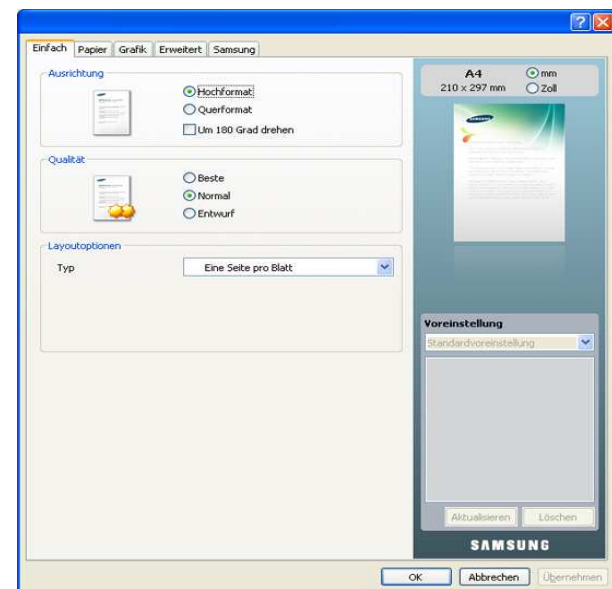 Einfach Papier Grafik Erweitert Samsung
Ausrichtung
Hochformat
Querformat
Um 180 Grad drehen
Qualität
Beste
Normal
Entwurf
Layoutoptionen
Typ Eine Seite pro Blatt
A4
210 x 297 mm
mm
Zoll
SAMSUNG
Voreinstellung
Standardvoreinstellung
Aktualisieren Löschen
SAMSUNG
OK Abbrechen Übernehmen